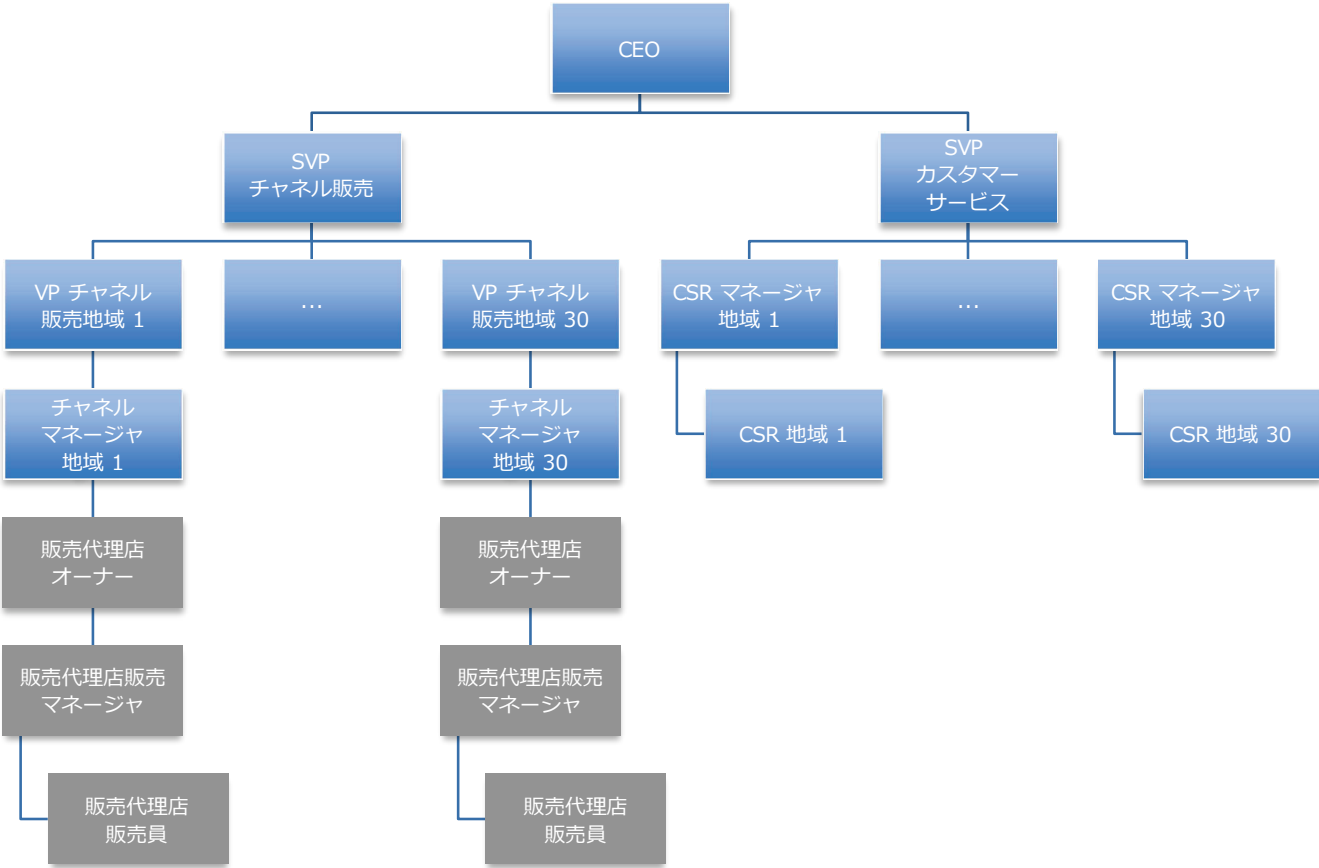 CEO
SVP
チャネル販売
SVP
カスタマー
サービス
VP チャネル
販売地域 1
...
VP チャネル
販売地域 30
CSR マネージャ
地域 1
...
CSR マネージャ
地域 30
チャネル
マネージャ
地域 1
チャネル
マネージャ
地域 30
CSR 地域 1
CSR 地域 30
販売代理店
オーナー
販売代理店
オーナー
販売代理店販売
マネージャ
販売代理店販売
マネージャ
販売代理店
販売員
販売代理店
販売員